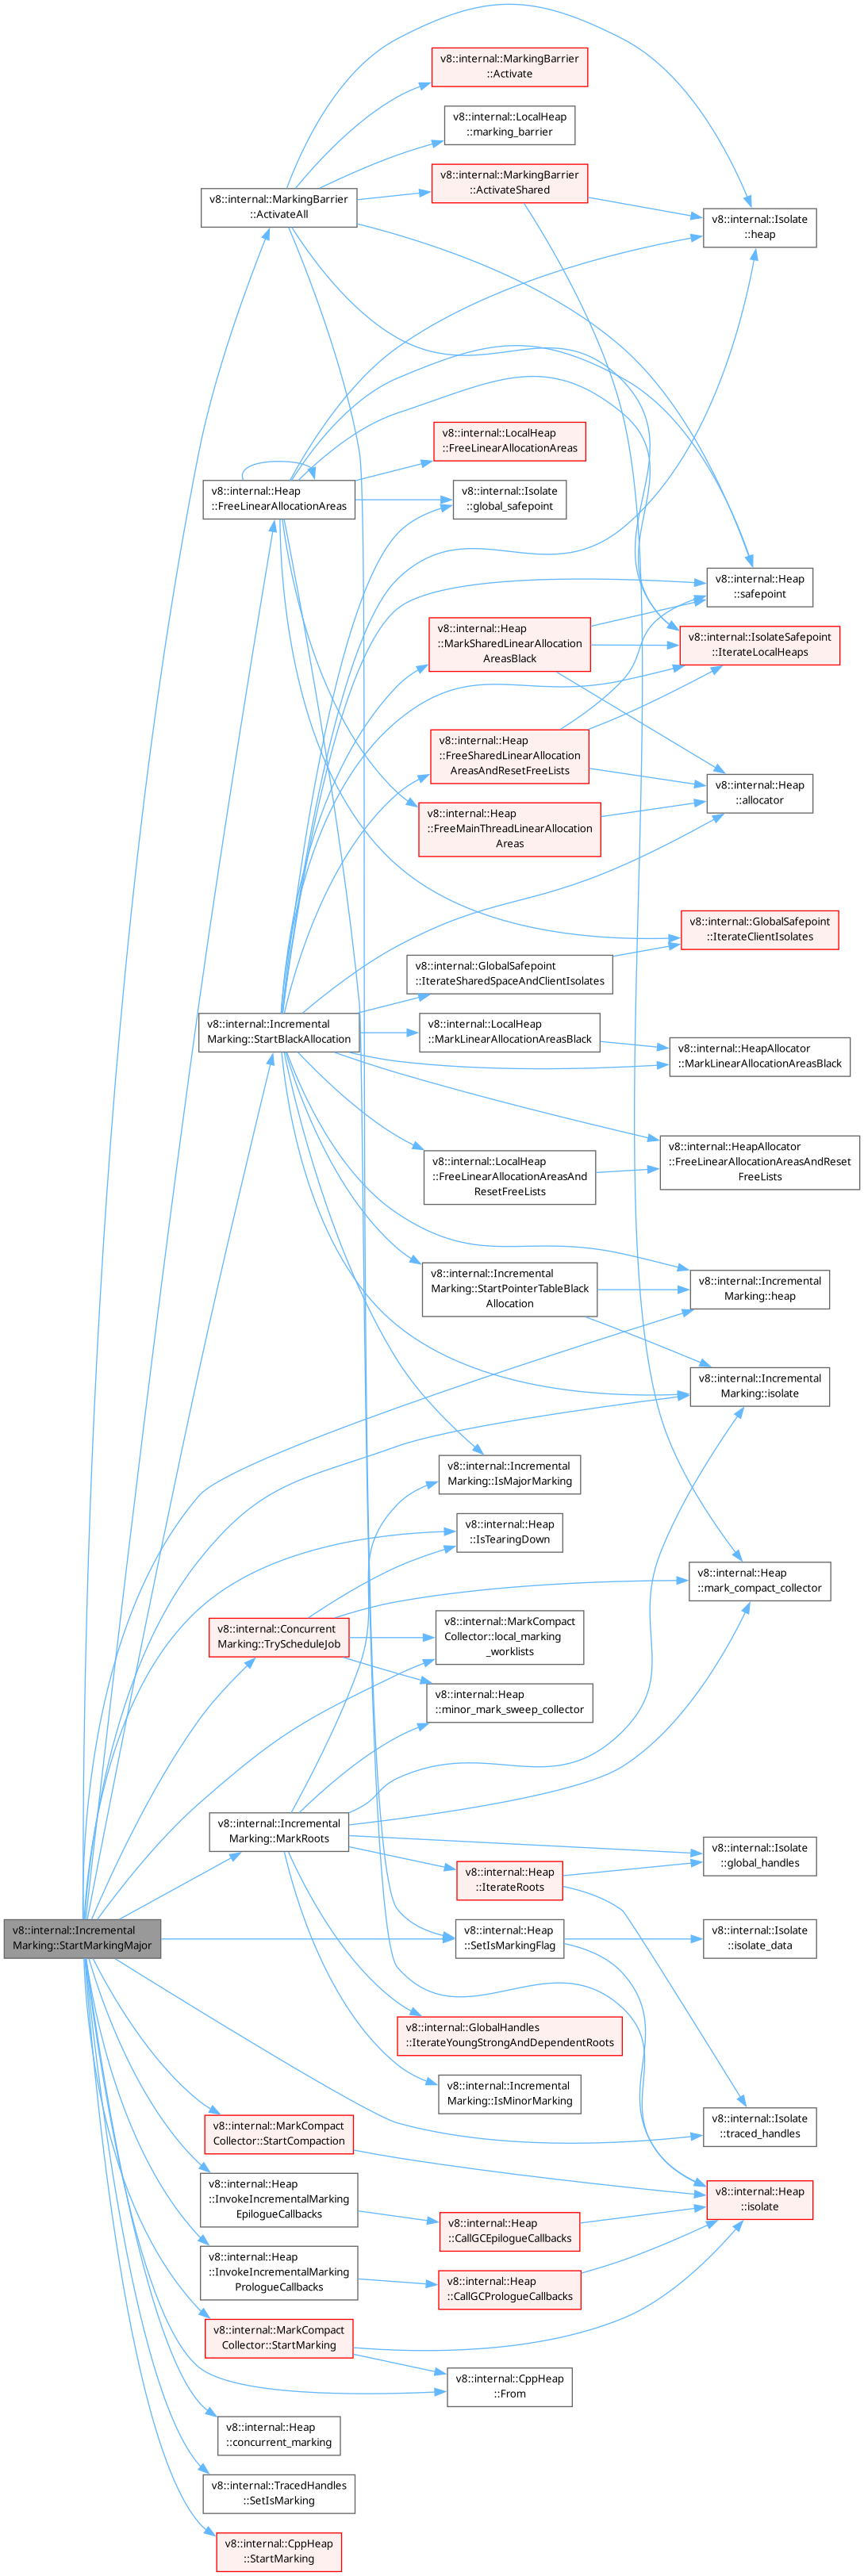 v8::internal::MarkingBarrier
::Activate
v8::internal::LocalHeap
::marking_barrier
v8::internal::MarkingBarrier
::ActivateShared
v8::internal::MarkingBarrier
::ActivateAll
v8::internal::Isolate
::heap
v8::internal::LocalHeap
::FreeLinearAllocationAreas
v8::internal::Heap
::FreeLinearAllocationAreas
v8::internal::Isolate
::global_safepoint
v8::internal::Heap
::safepoint
v8::internal::Heap
::MarkSharedLinearAllocation
AreasBlack
v8::internal::IsolateSafepoint
::IterateLocalHeaps
v8::internal::Heap
::FreeSharedLinearAllocation
AreasAndResetFreeLists
v8::internal::Heap
::allocator
v8::internal::Heap
::FreeMainThreadLinearAllocation
Areas
v8::internal::GlobalSafepoint
::IterateClientIsolates
v8::internal::GlobalSafepoint
::IterateSharedSpaceAndClientIsolates
v8::internal::Incremental
Marking::StartBlackAllocation
v8::internal::LocalHeap
::MarkLinearAllocationAreasBlack
v8::internal::HeapAllocator
::MarkLinearAllocationAreasBlack
v8::internal::HeapAllocator
::FreeLinearAllocationAreasAndReset
FreeLists
v8::internal::LocalHeap
::FreeLinearAllocationAreasAnd
ResetFreeLists
v8::internal::Incremental
Marking::StartPointerTableBlack
Allocation
v8::internal::Incremental
Marking::heap
v8::internal::Incremental
Marking::isolate
v8::internal::Incremental
Marking::IsMajorMarking
v8::internal::Heap
::IsTearingDown
v8::internal::Heap
::mark_compact_collector
v8::internal::Concurrent
Marking::TryScheduleJob
v8::internal::MarkCompact
Collector::local_marking
_worklists
v8::internal::Heap
::minor_mark_sweep_collector
v8::internal::Incremental
Marking::MarkRoots
v8::internal::Isolate
::global_handles
v8::internal::Heap
::IterateRoots
v8::internal::Incremental
Marking::StartMarkingMajor
v8::internal::Heap
::SetIsMarkingFlag
v8::internal::Isolate
::isolate_data
v8::internal::GlobalHandles
::IterateYoungStrongAndDependentRoots
v8::internal::Incremental
Marking::IsMinorMarking
v8::internal::Isolate
::traced_handles
v8::internal::MarkCompact
Collector::StartCompaction
v8::internal::Heap
::InvokeIncrementalMarking
EpilogueCallbacks
v8::internal::Heap
::isolate
v8::internal::Heap
::CallGCEpilogueCallbacks
v8::internal::Heap
::InvokeIncrementalMarking
PrologueCallbacks
v8::internal::Heap
::CallGCPrologueCallbacks
v8::internal::MarkCompact
Collector::StartMarking
v8::internal::CppHeap
::From
v8::internal::Heap
::concurrent_marking
v8::internal::TracedHandles
::SetIsMarking
v8::internal::CppHeap
::StartMarking